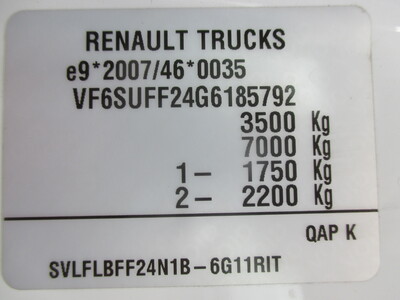 RENAULT TRUCKS
e9*2007/46*0035
VF6SUFF24G6185792
3500 Kg
7000 Kg
1- 1750 Kg
2- 2200 Kg
QAP K
SVLFLBFF24N1B-6G11RIT